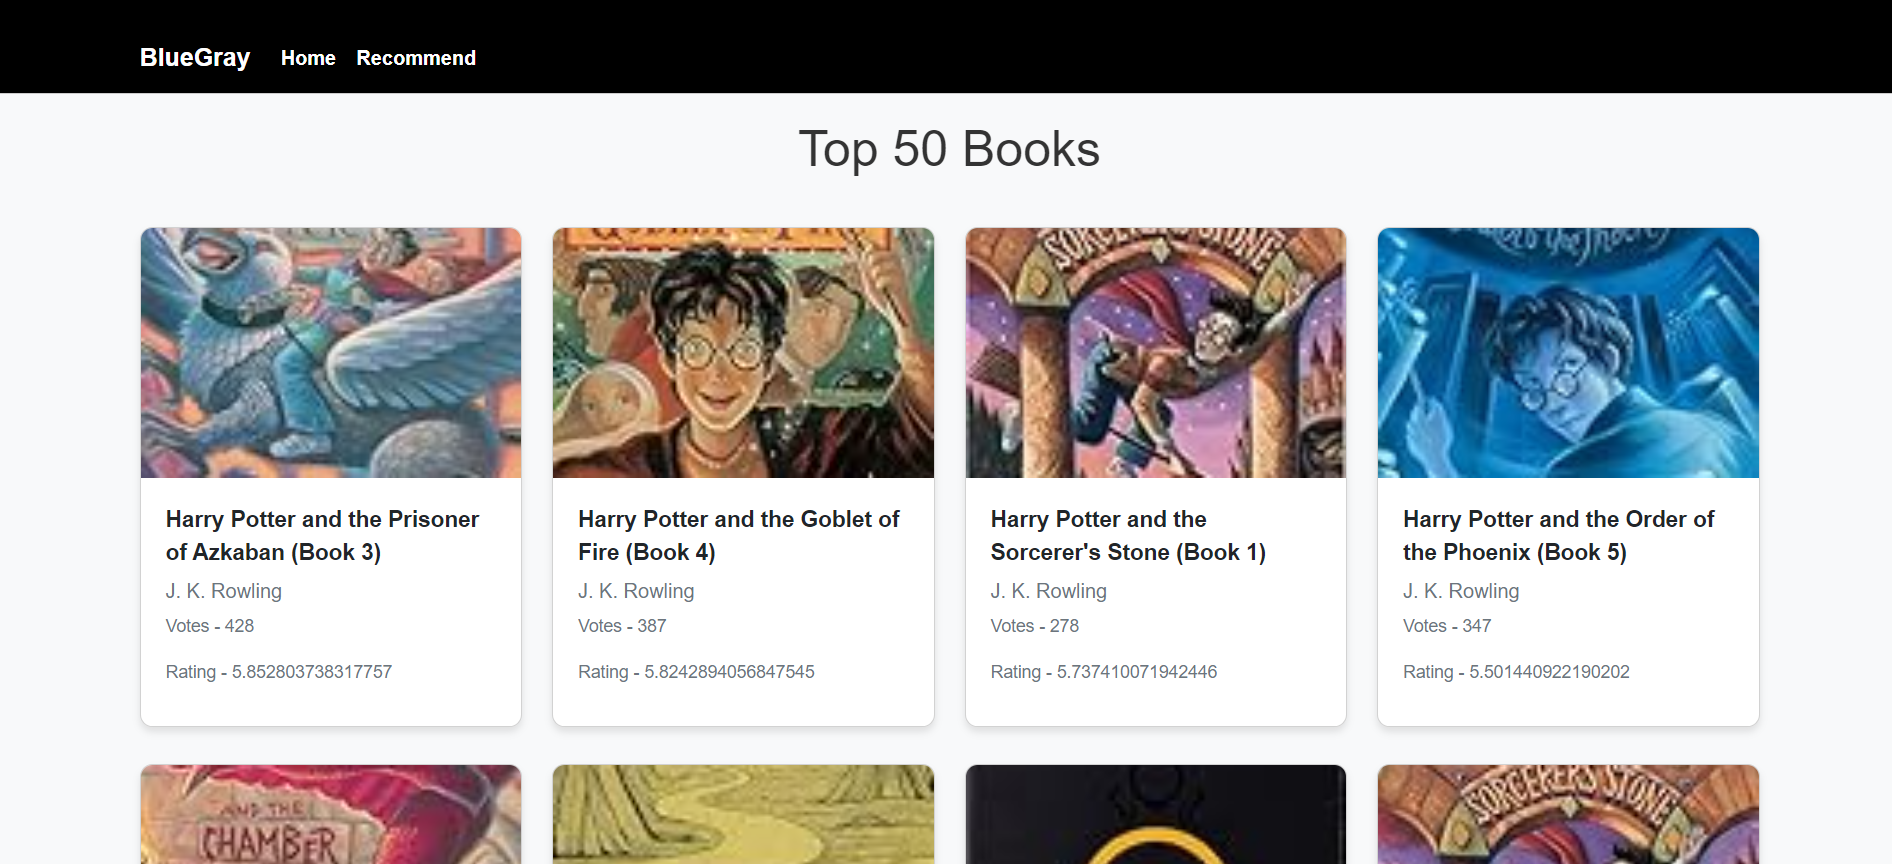 BlueGray Home Recommend
Top 50 Books
SORCERER'S STONE
Harry Potter and the Prisoner
of Azkaban (Book 3)
J. K. Rowling
Votes - 428
Rating - 5.852803738317757
Harry Potter and the Goblet of
Fire (Book 4)
J. K. Rowling
Votes - 387
Rating - 5.8242894056847545
Harry Potter and the
Sorcerer's Stone (Book 1)
J. K. Rowling
Votes - 278
Rating - 5.737410071942446
Harry Potter and the Order of
the Phoenix (Book 5)
J. K. Rowling
Votes - 347
Rating - 5.501440922190202
AND THE
CHAMBER
SORCERER'S STONE